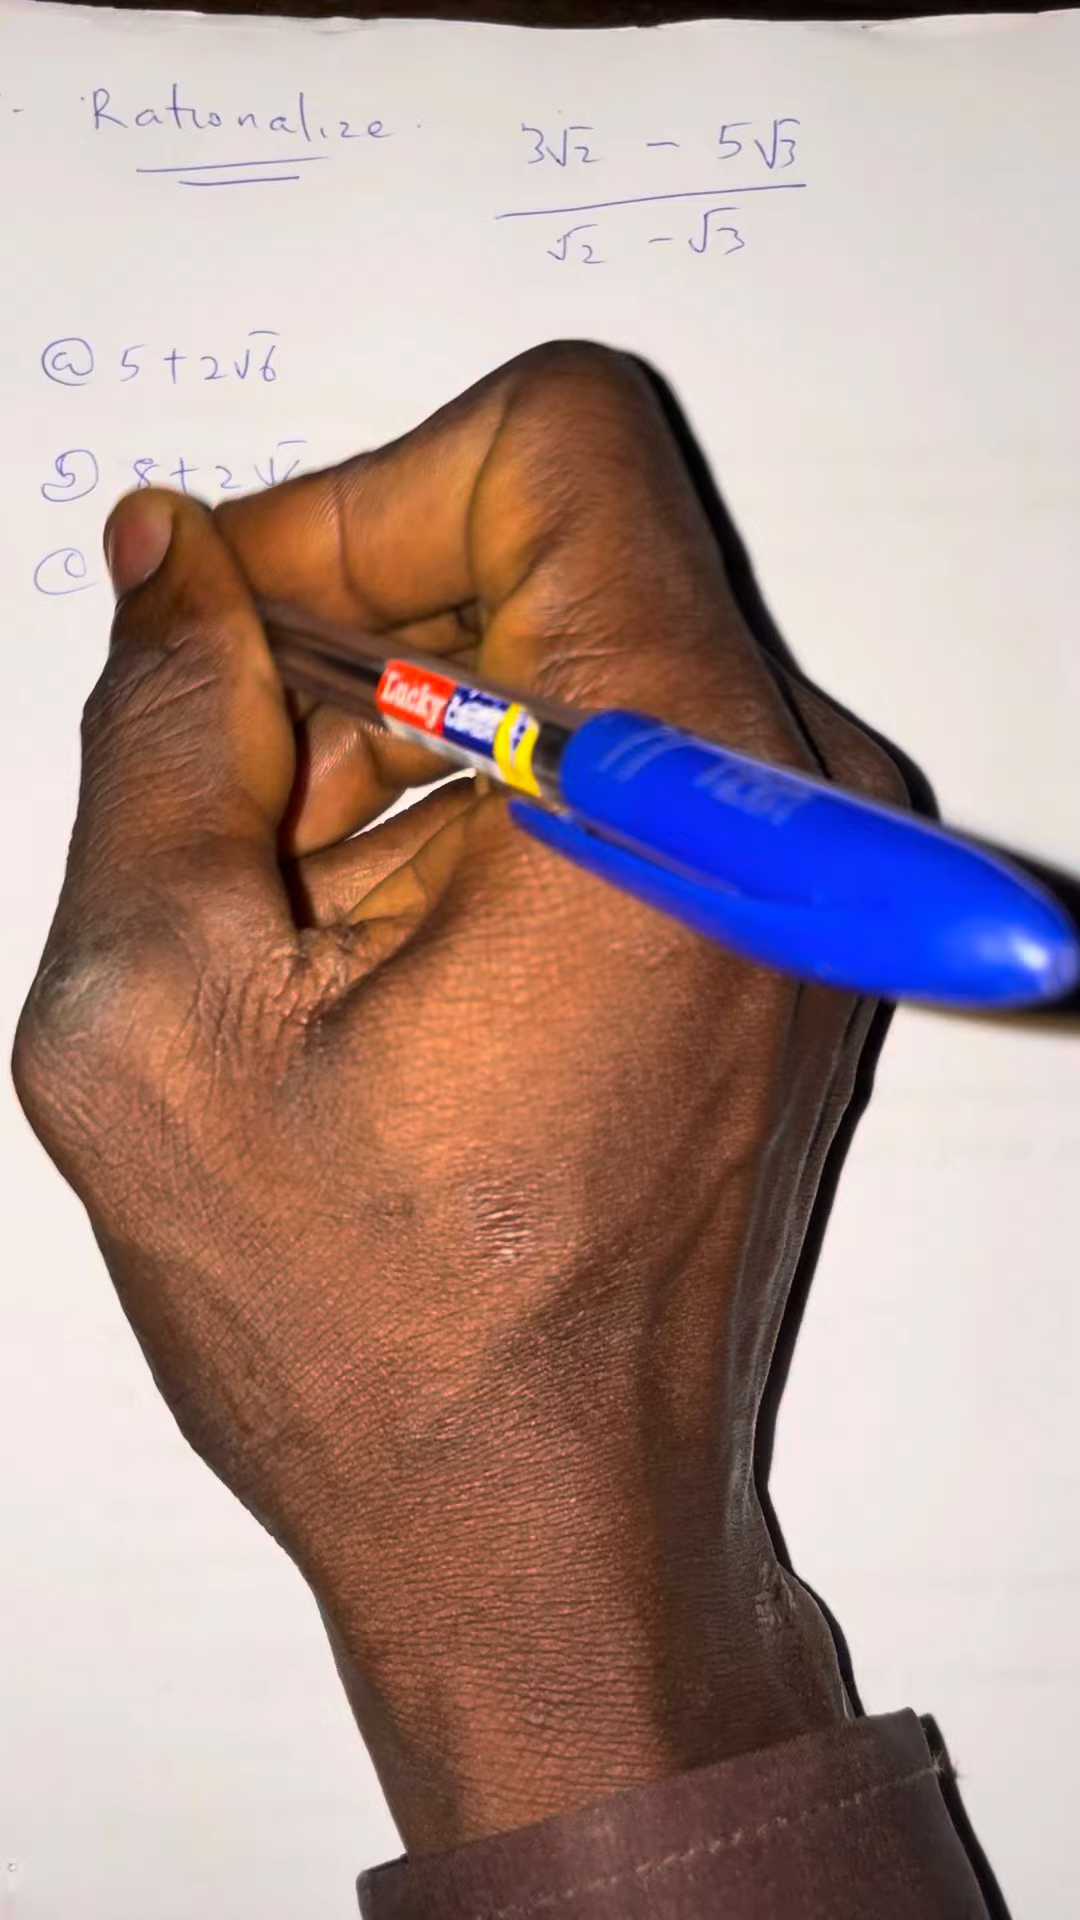 Rationalize. 3√2 - 5√3
√2 - √3
ⓐ 5 + 2√6
ⓑ 8 + 2√
ⓒ
Lucky